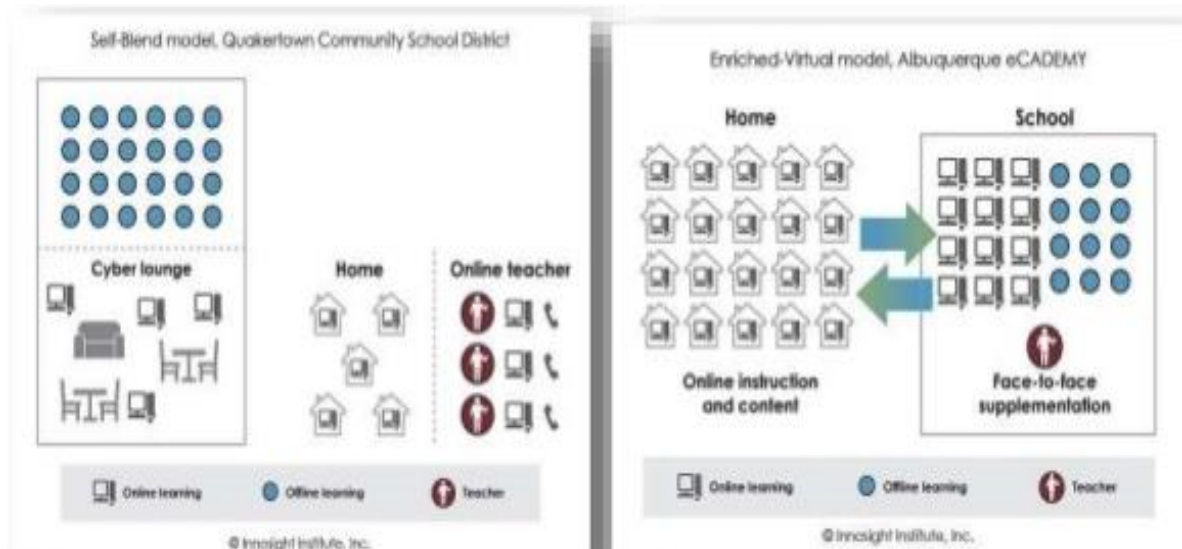 Self-Blend model, Quakertown Community School District
Cyber lounge
Home
Online teacher
Online learning
Offline learning
Teacher
© Innosight Institute, Inc.
Enriched-Virtual model, Albuquerque eCADEMY
Home
School
Online instruction
and content
Face-to-face
supplementation
Online learning
Offline learning
Teacher
© Innosight Institute, Inc.